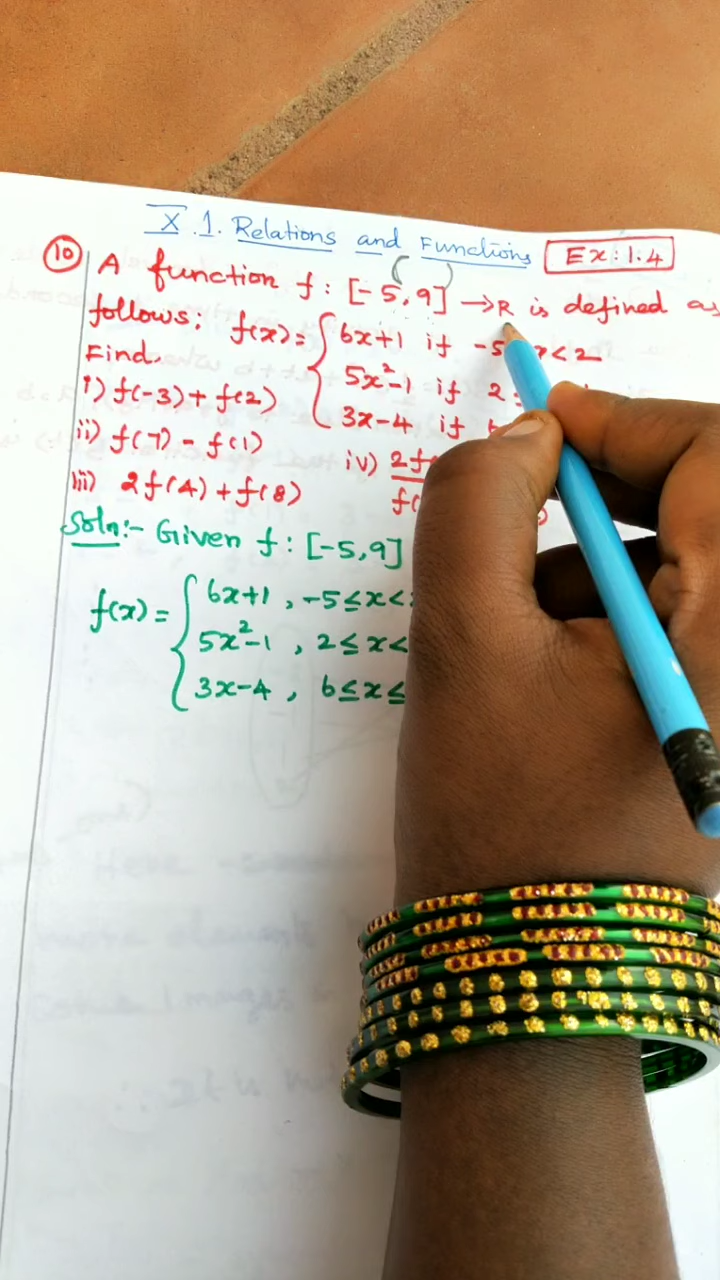 X.1. Relations and Functions Ex:1.4
10 A function f: [-5,9] → R is defined as
follows: f(x) = { 6x+1 if -5 x<2
Find. 5x²-1 if 2
i) f(-3) + f(2) 3x-4 if
ii) f(7) - f(1) iv)
iii) 2f(4) + f(8)
Soln:- Given f: [-5,9]
f(x) = { 6x+1, -5≤x<
5x²-1, 2≤x<
3x-4, 6≤x≤